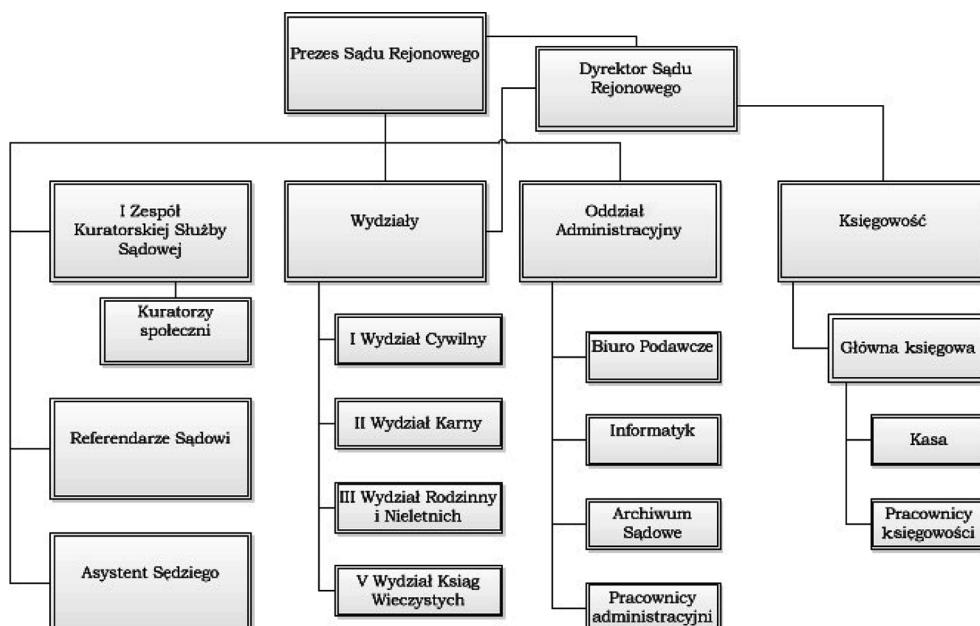 Prezes Sądu Rejonowego
Dyrektor Sądu
Rejonowego
I Zespół
Kuratorskiej Służby
Sądowej
Kuratorzy
społeczni
Referendarze Sądowi
Asystent Sędziego
Wydziały
I Wydział Cywilny
II Wydział Karny
III Wydział Rodzinny
i Nieletnich
V Wydział Ksiąg
Wieczystych
Oddział
Administracyjny
Biuro Podawcze
Informatyk
Archiwum
Sądowe
Pracownicy
administracyjni
Księgowość
Główna księgowa
Kasa
Pracownicy
księgowości